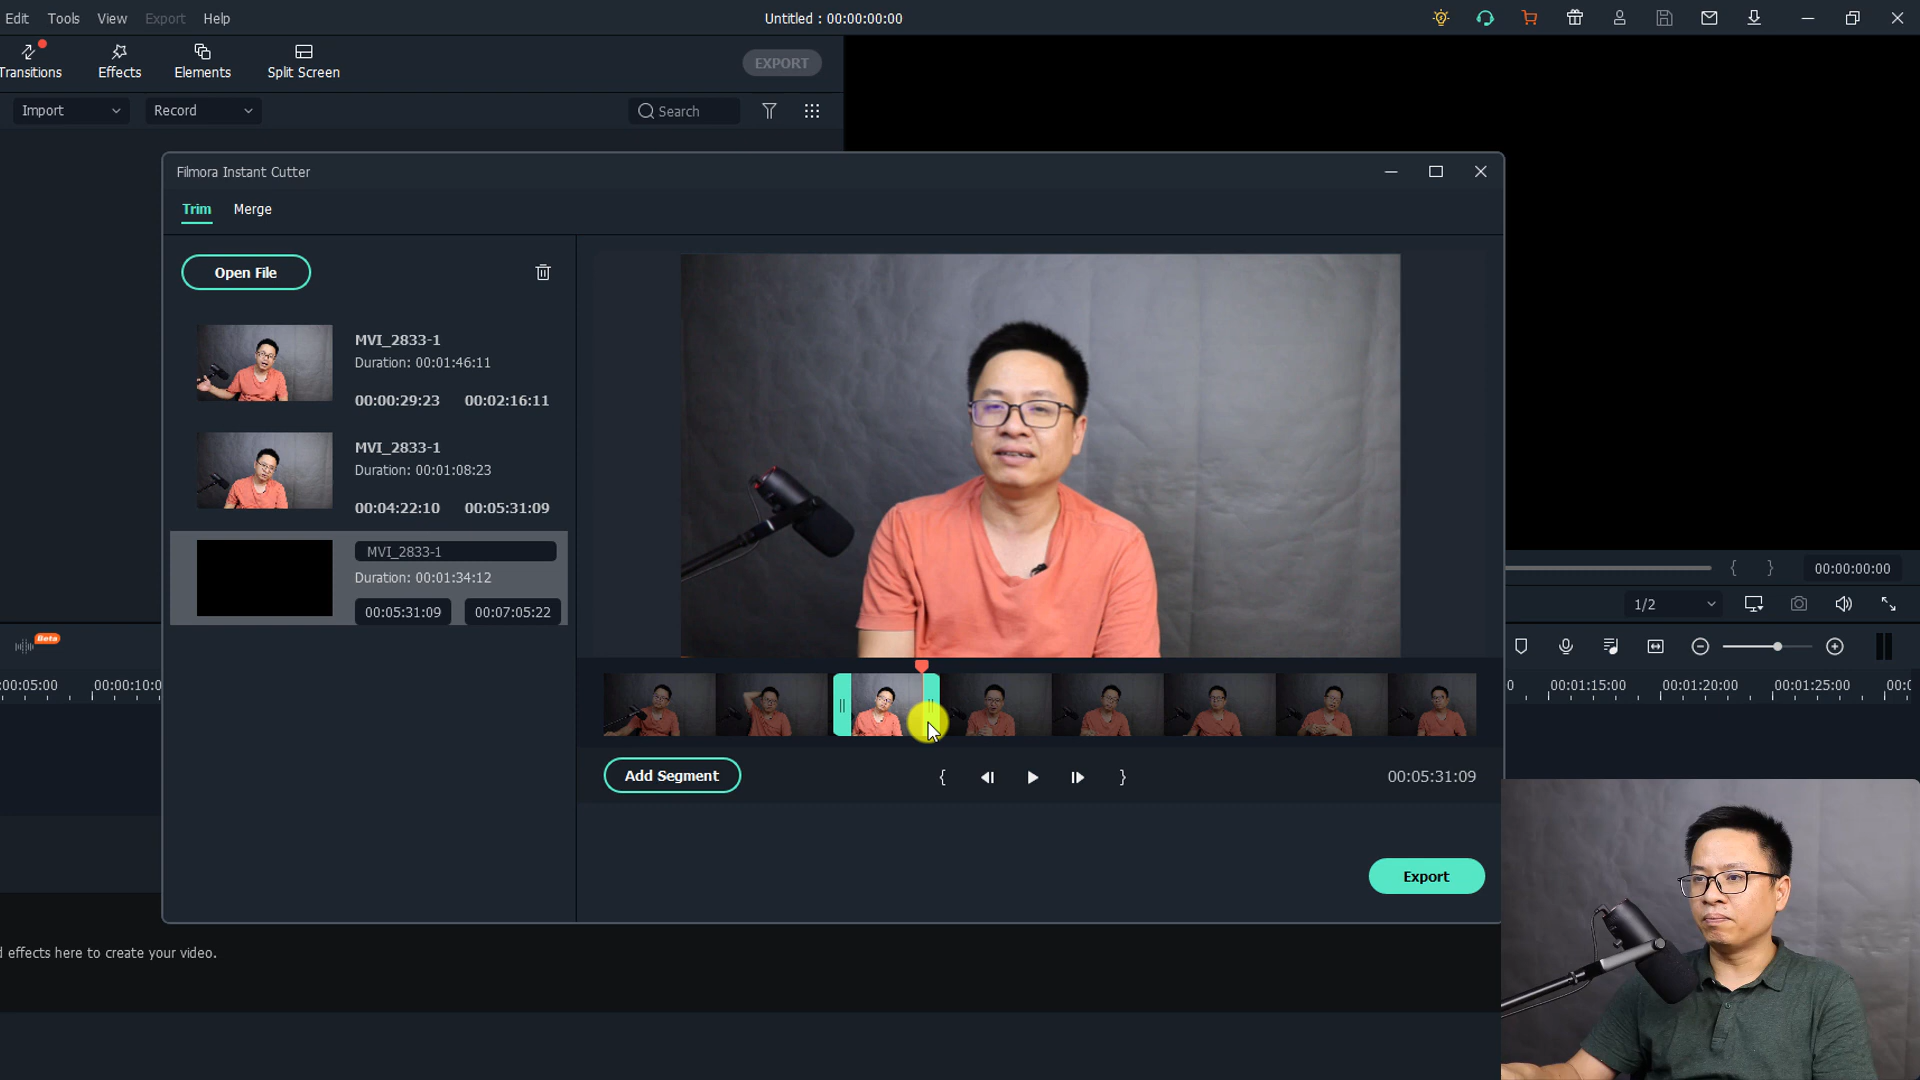 Edit Tools View Export Help
Untitled : 00:00:00:00
Transitions Effects Elements Split Screen
EXPORT
Import Record
Search
Filmora Instant Cutter
Trim Merge
Open File
MVI_2833-1
Duration: 00:01:46:11
00:00:29:23 00:02:16:11
MVI_2833-1
Duration: 00:01:08:23
00:04:22:10 00:05:31:09
MVI_2833-1
Duration: 00:01:34:12
00:05:31:09 00:07:05:22
{ } 00:00:00:00
1/2
Beta
:00:05:00 00:00:10:0
0 00:01:15:00 00:01:20:00 00:01:25:00 00:0
Add Segment
{ }
00:05:31:09
Export
effects here to create your video.